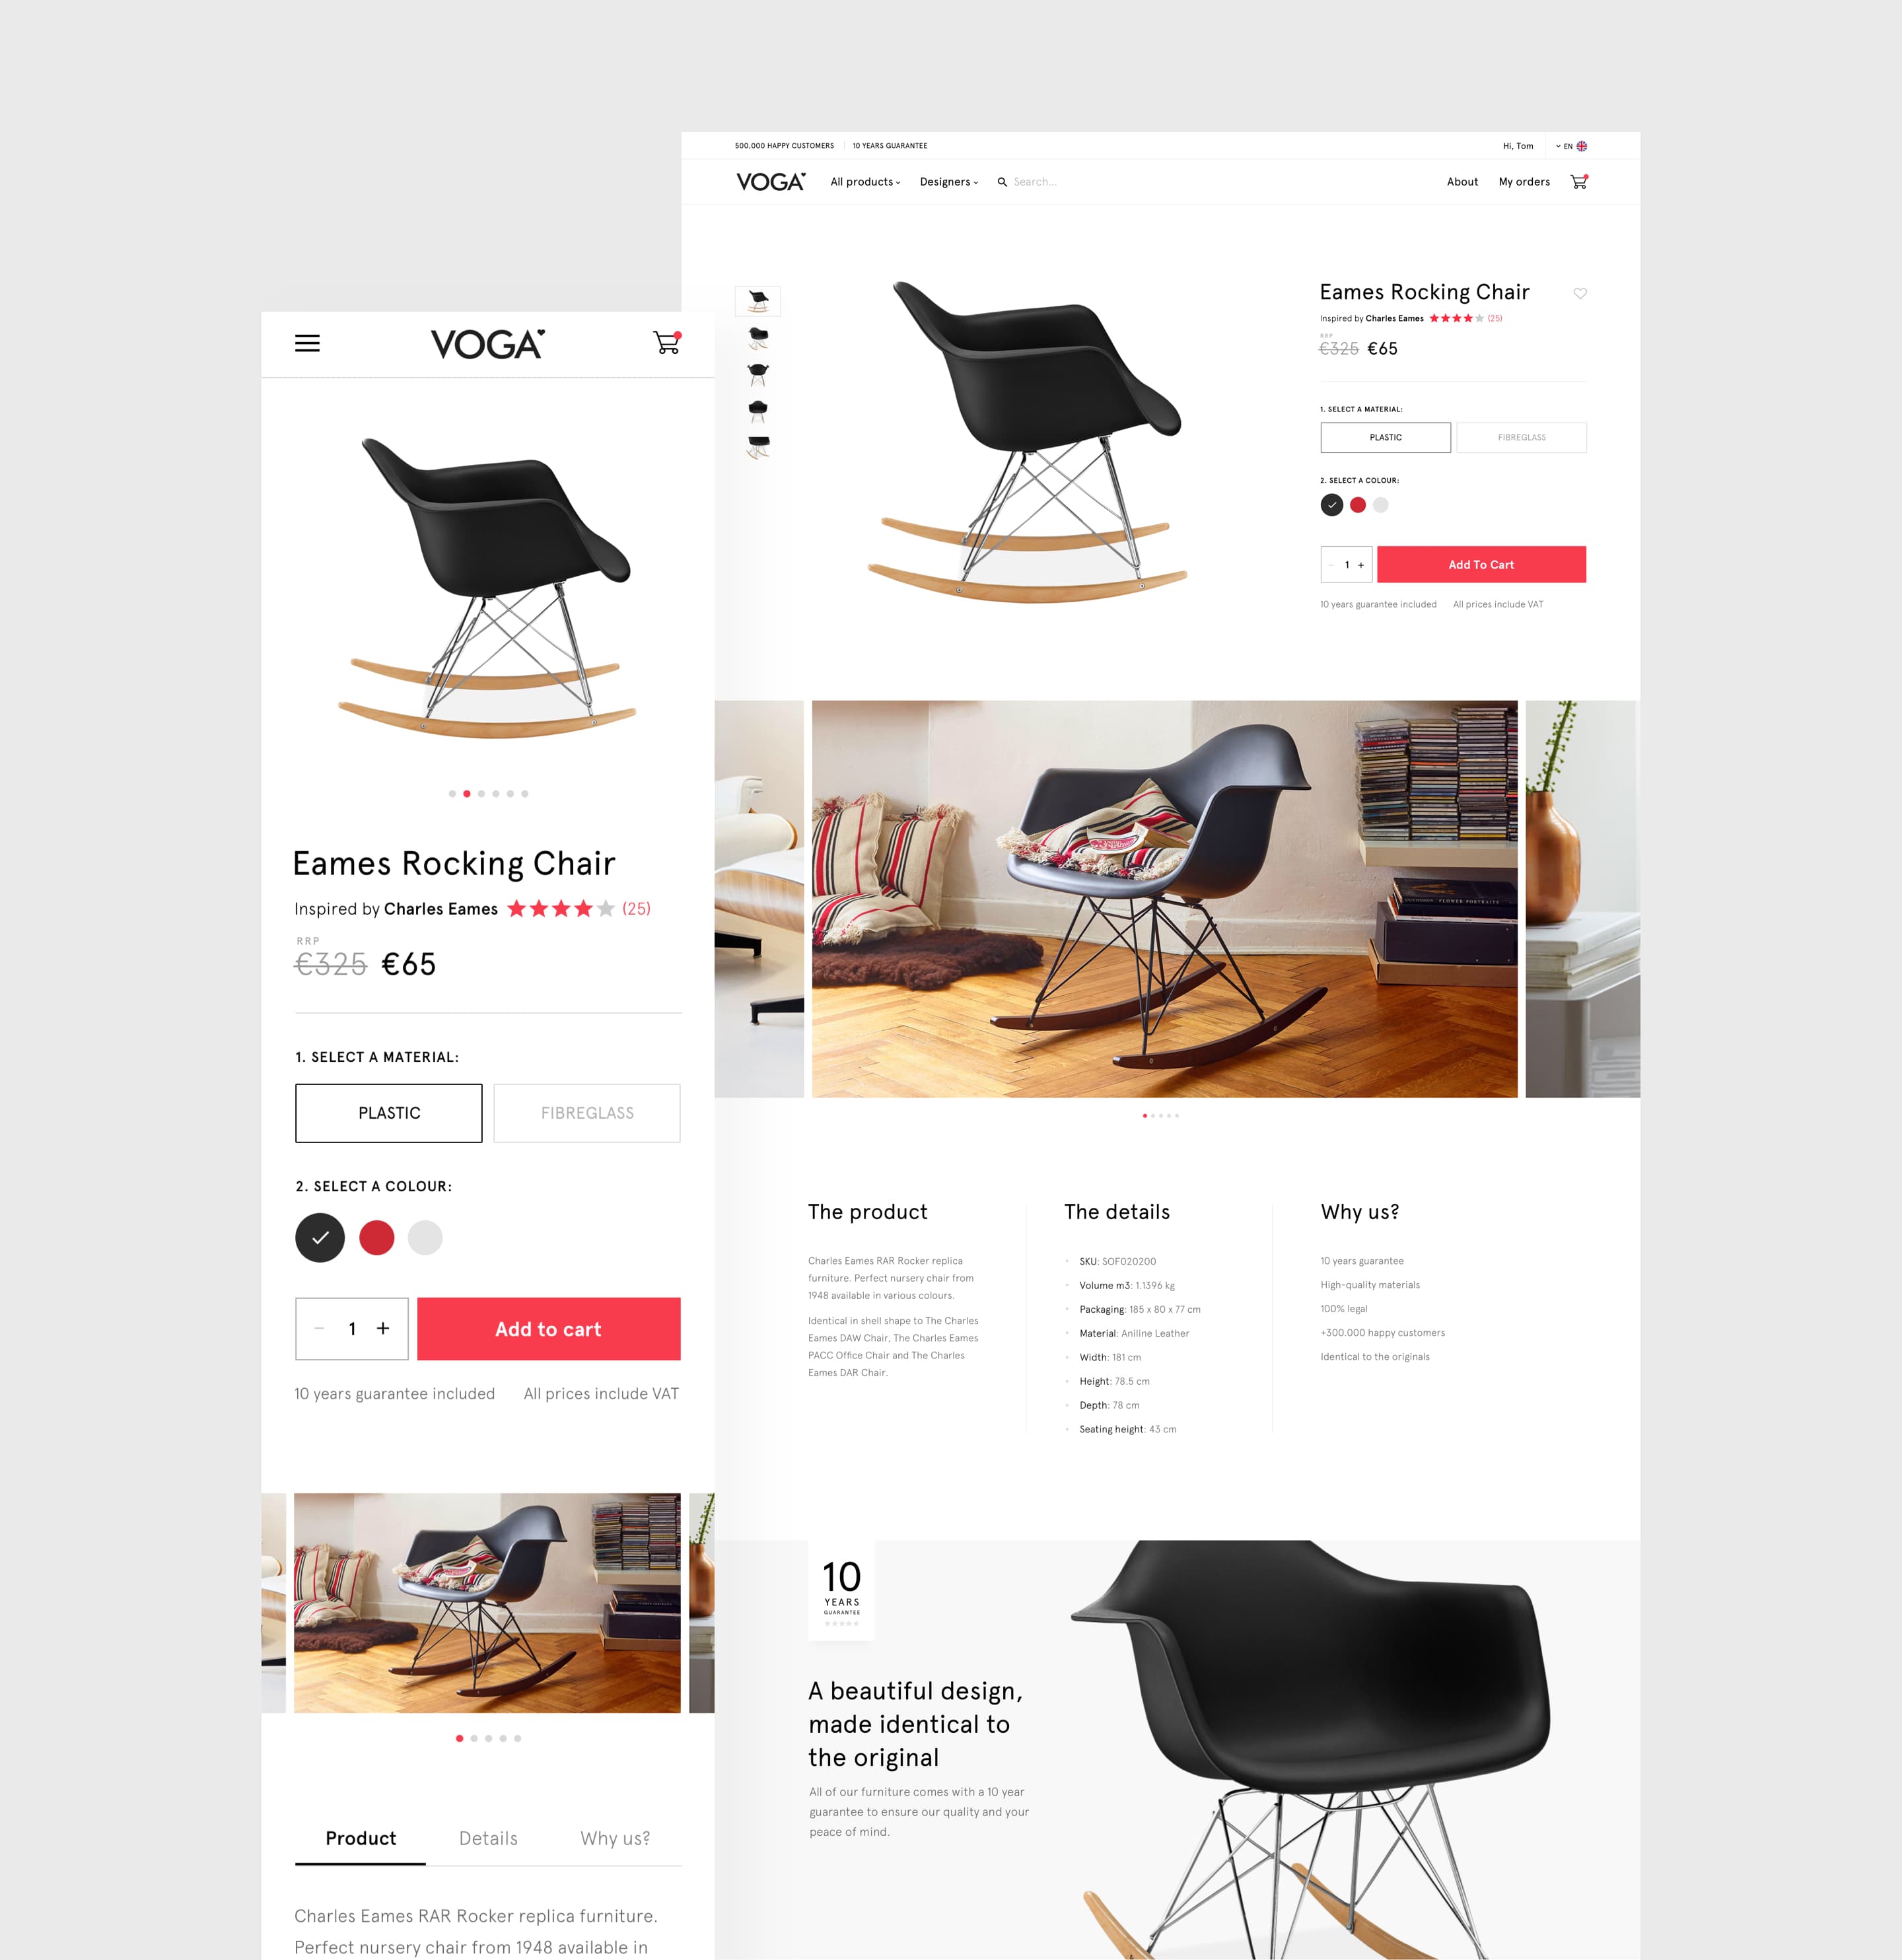 500,000 HAPPY CUSTOMERS
10 YEARS GUARANTEE
Hi, Tom
EN
VOGA
All products
Designers
Search...
About
My orders
Eames Rocking Chair
Inspired by Charles Eames (25)
RRP
€325 €65
1. SELECT A MATERIAL:
PLASTIC
FIBREGLASS
2. SELECT A COLOUR:
− 1 +
Add To Cart
10 years guarantee included
All prices include VAT
FLOWER PORTRAITS
The product
Charles Eames RAR Rocker replica
furniture. Perfect nursery chair from
1948 available in various colours.
Identical in shell shape to The Charles
Eames DAW Chair, The Charles Eames
PACC Office Chair and The Charles
Eames DAR Chair.
The details
SKU: SOF020200
Volume m3: 1.1396 kg
Packaging: 185 x 80 x 77 cm
Material: Aniline Leather
Width: 181 cm
Height: 78.5 cm
Depth: 78 cm
Seating height: 43 cm
Why us?
10 years guarantee
High-quality materials
100% legal
+300.000 happy customers
Identical to the originals
10
YEARS
GUARANTEE
A beautiful design,
made identical to
the original
All of our furniture comes with a 10 year
guarantee to ensure our quality and your
peace of mind.
VOGA
Eames Rocking Chair
Inspired by Charles Eames (25)
RRP
€325 €65
1. SELECT A MATERIAL:
PLASTIC
FIBREGLASS
2. SELECT A COLOUR:
− 1 +
Add to cart
10 years guarantee included
All prices include VAT
Product
Details
Why us?
Charles Eames RAR Rocker replica furniture.
Perfect nursery chair from 1948 available in